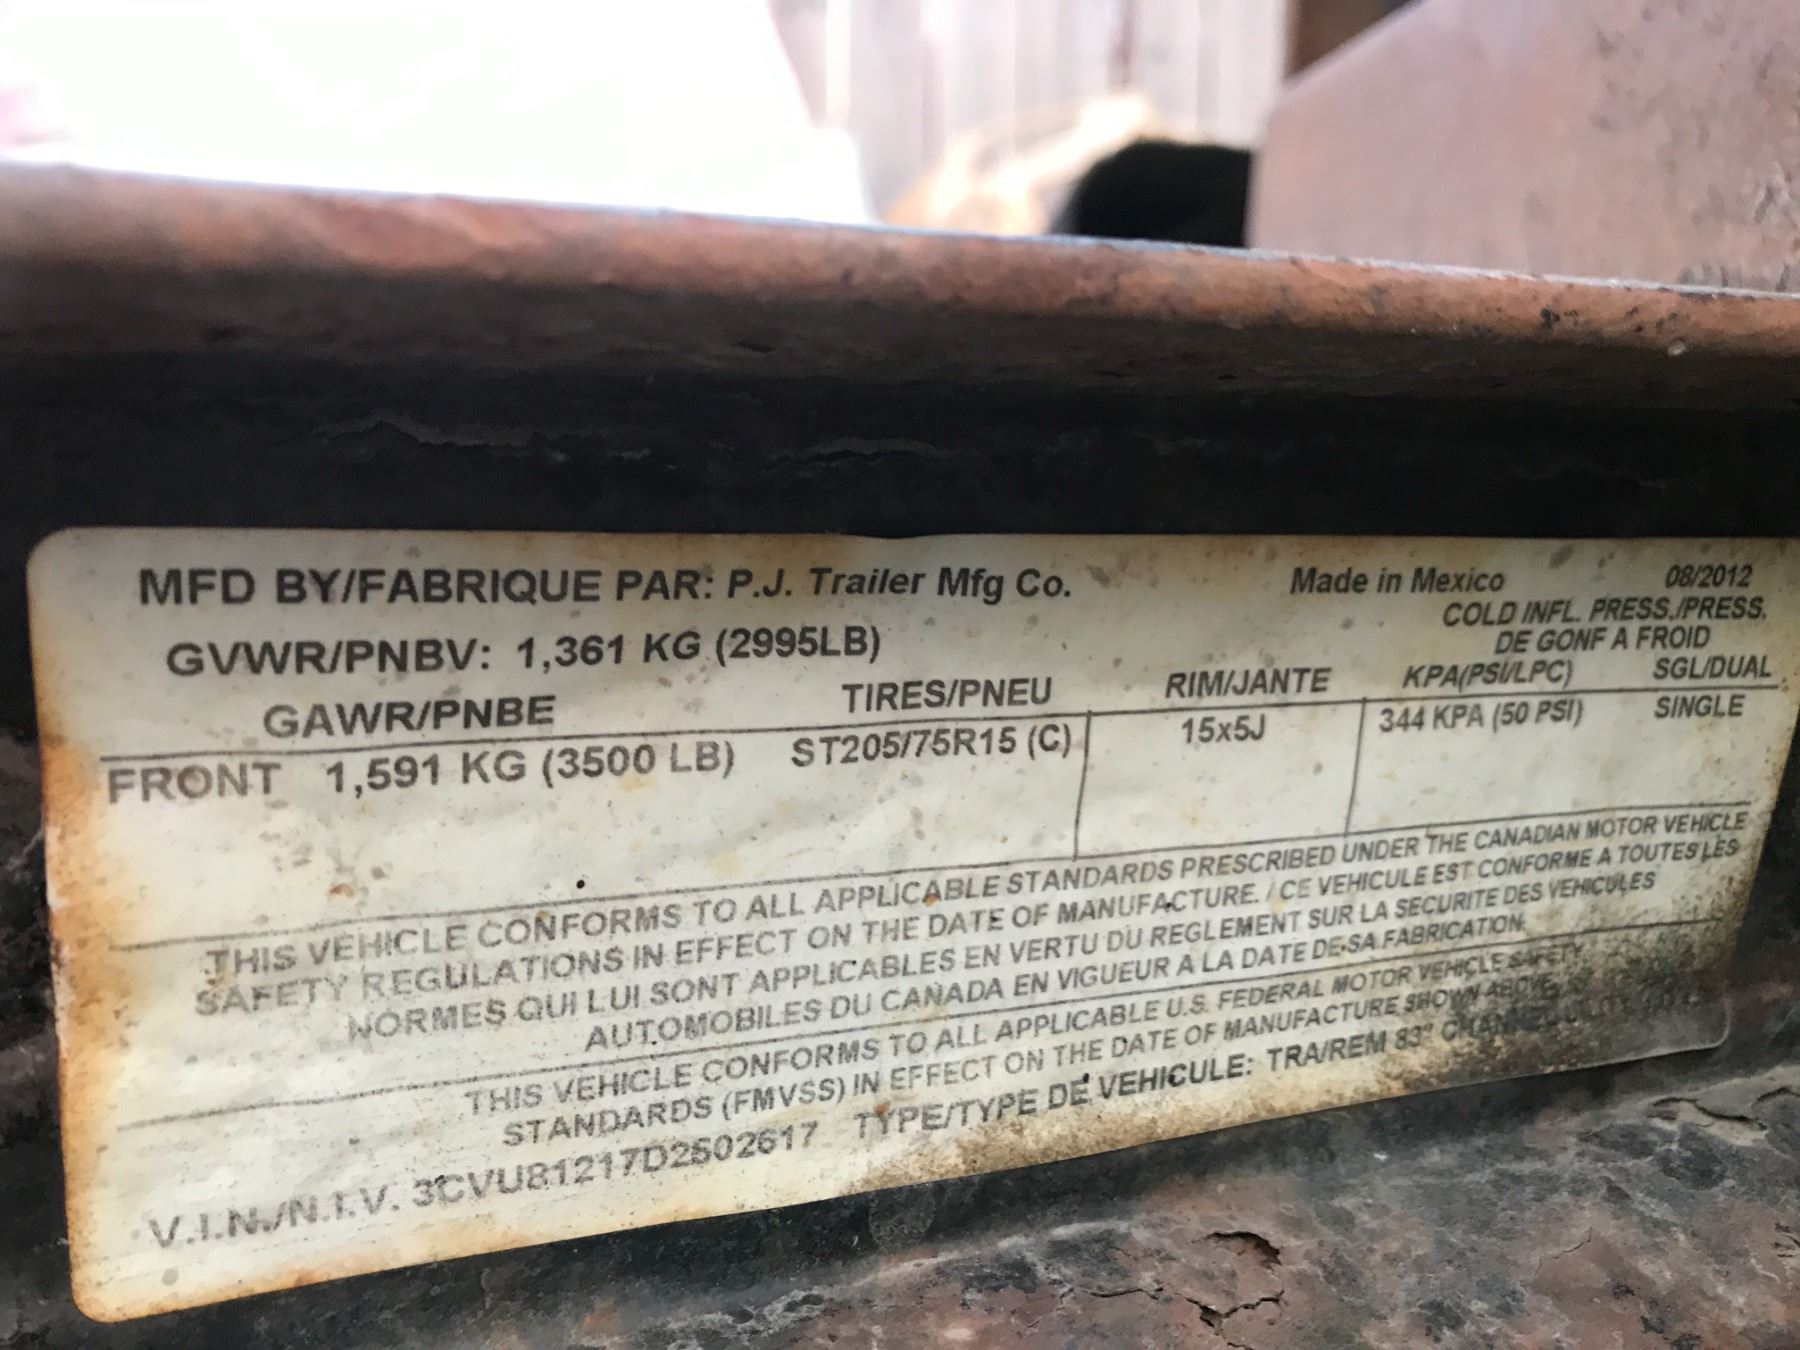 MFD BY/FABRIQUE PAR: P.J. Trailer Mfg Co. Made in Mexico 08/2012
COLD INFL. PRESS./PRESS.
DE GONF A FROID
GVWR/PNBV: 1,361 KG (2995LB)
GAWR/PNBE TIRES/PNEU RIM/JANTE KPA(PSI/LPC) SGL/DUAL
FRONT 1,591 KG (3500 LB) ST205/75R15 (C) 15x5J 344 KPA (50 PSI) SINGLE
THIS VEHICLE CONFORMS TO ALL APPLICABLE STANDARDS PRESCRIBED UNDER THE CANADIAN MOTOR VEHICLE
SAFETY REGULATIONS IN EFFECT ON THE DATE OF MANUFACTURE. / CE VEHICULE EST CONFORME A TOUTES LES
NORMES QUI LUI SONT APPLICABLES EN VERTU DU REGLEMENT SUR LA SECURITE DES VEHICULES
AUTOMOBILES DU CANADA EN VIGUEUR A LA DATE DE SA FABRICATION
THIS VEHICLE CONFORMS TO ALL APPLICABLE U.S. FEDERAL MOTOR VEHICLE SAFETY
STANDARDS (FMVSS) IN EFFECT ON THE DATE OF MANUFACTURE SHOWN ABOVE.
V.I.N./N.I.V. 3CVU81217D2502617 TYPE/TYPE DE VEHICULE: TRA/REM 83" CHANNEL